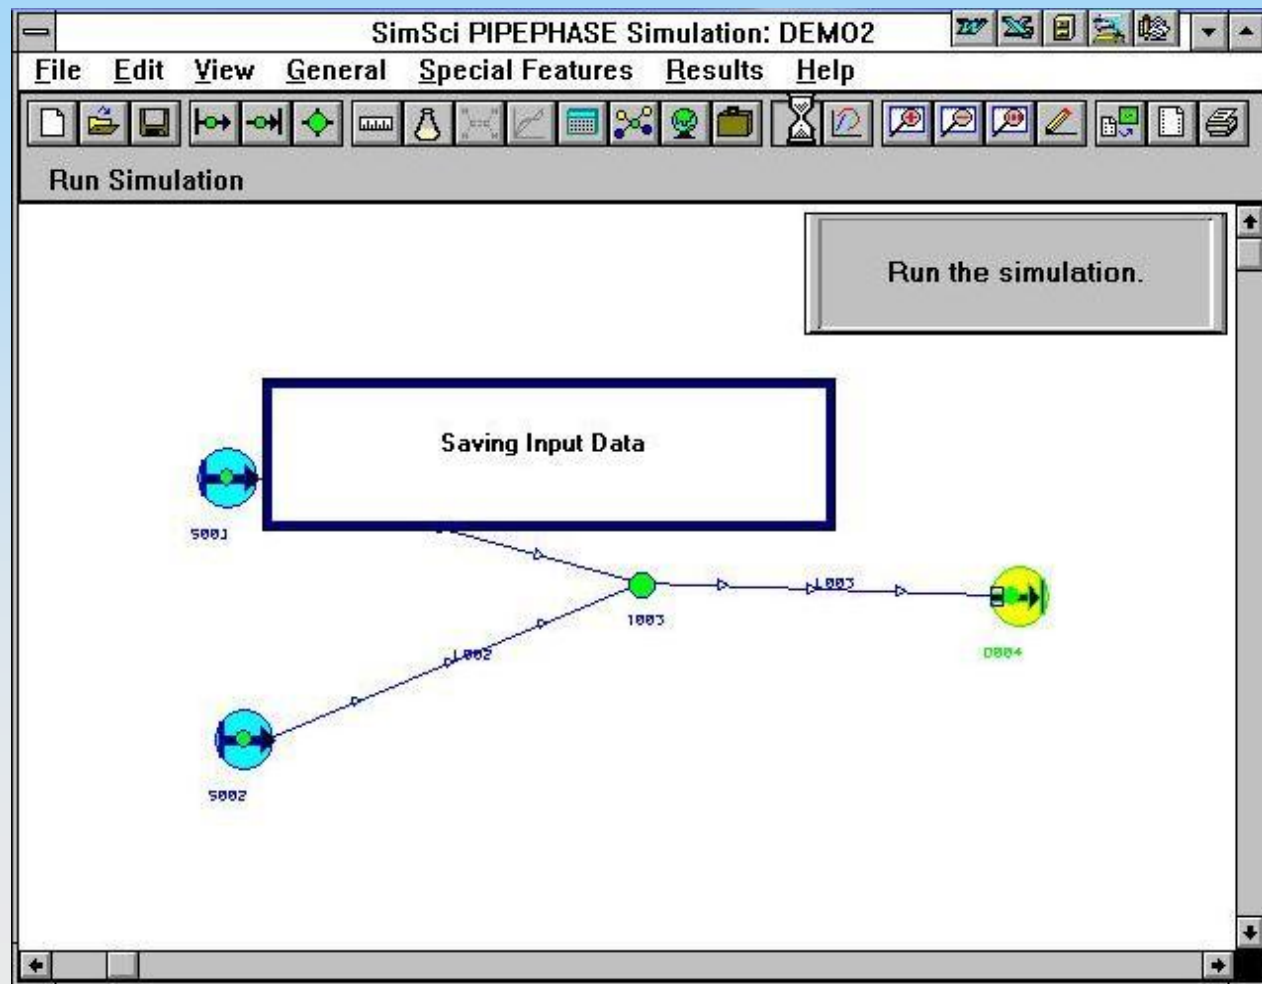 SimSci PIPEPHASE Simulation: DEMO2
File Edit View General Special Features Results Help
Run Simulation
Run the simulation.
Saving Input Data
S001
L003
J003
L002
D004
S002